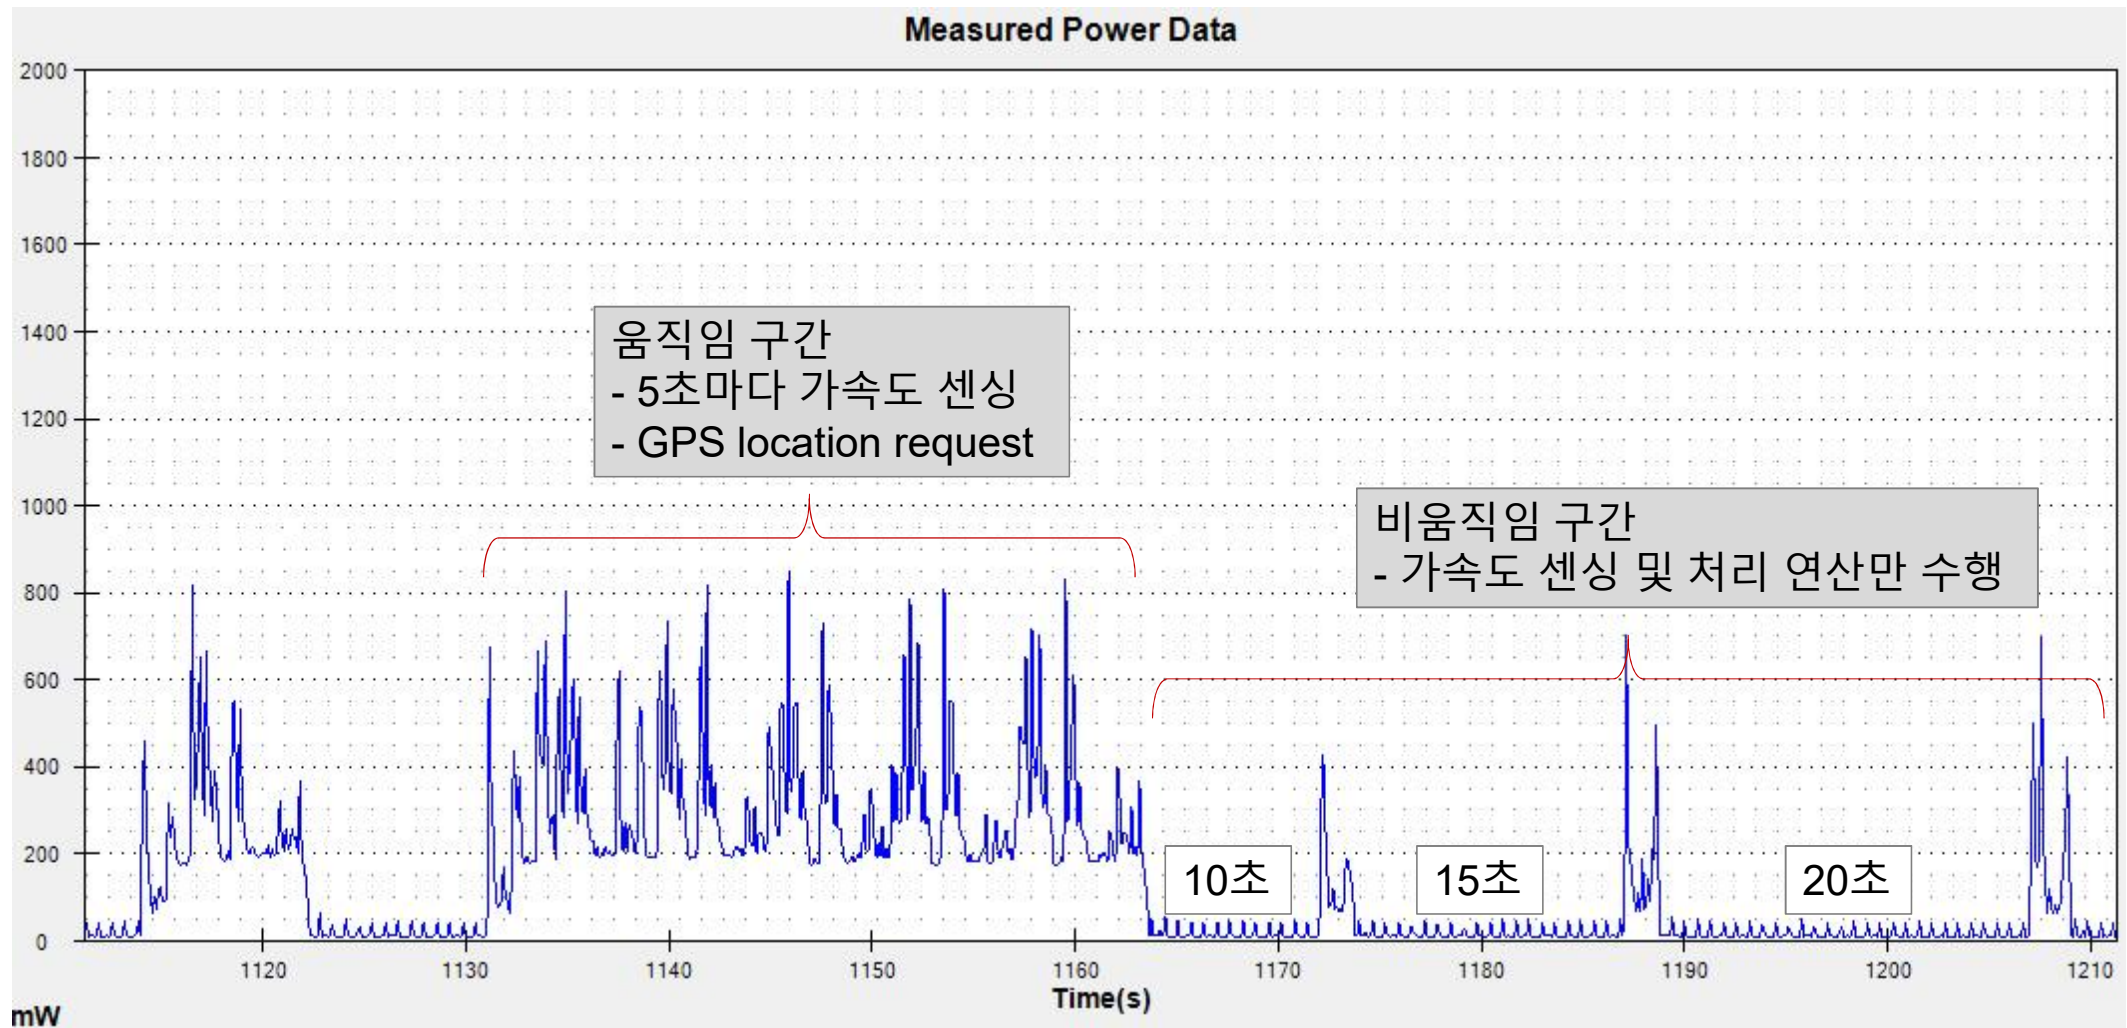 Measured Power Data
2000
1800
1600
1400
1200
1000
800
600
400
200
0
움직임 구간
- 5초마다 가속도 센싱
- GPS location request
비움직임 구간
- 가속도 센싱 및 처리 연산만 수행
10초
15초
20초
1120
1130
1140
1150
1160
1170
1180
1190
1200
1210
Time(s)
mW